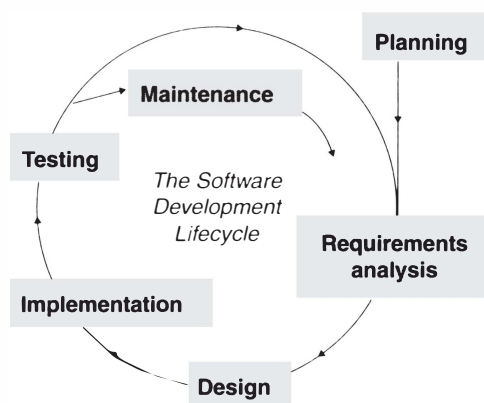 Planning
Maintenance
Testing
The Software
Development
Lifecycle
Requirements
analysis
Implementation
Design